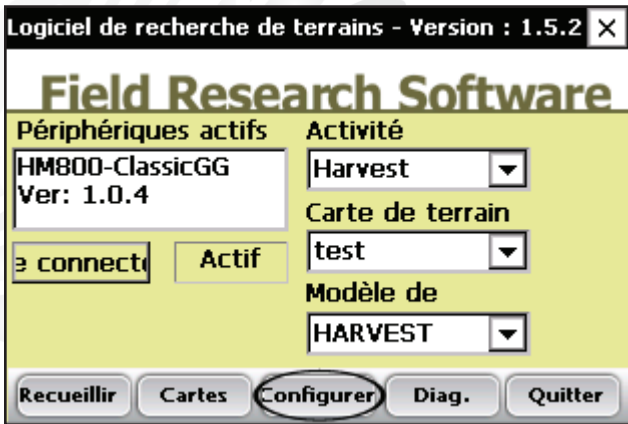 Logiciel de recherche de terrains - Version : 1.5.2
Field Research Software
Périphériques actifs
HM800-ClassicGG
Ver: 1.0.4
e connect
Actif
Activité
Harvest
Carte de terrain
test
Modèle de
HARVEST
Recueillir
Cartes
Configurer
Diag.
Quitter